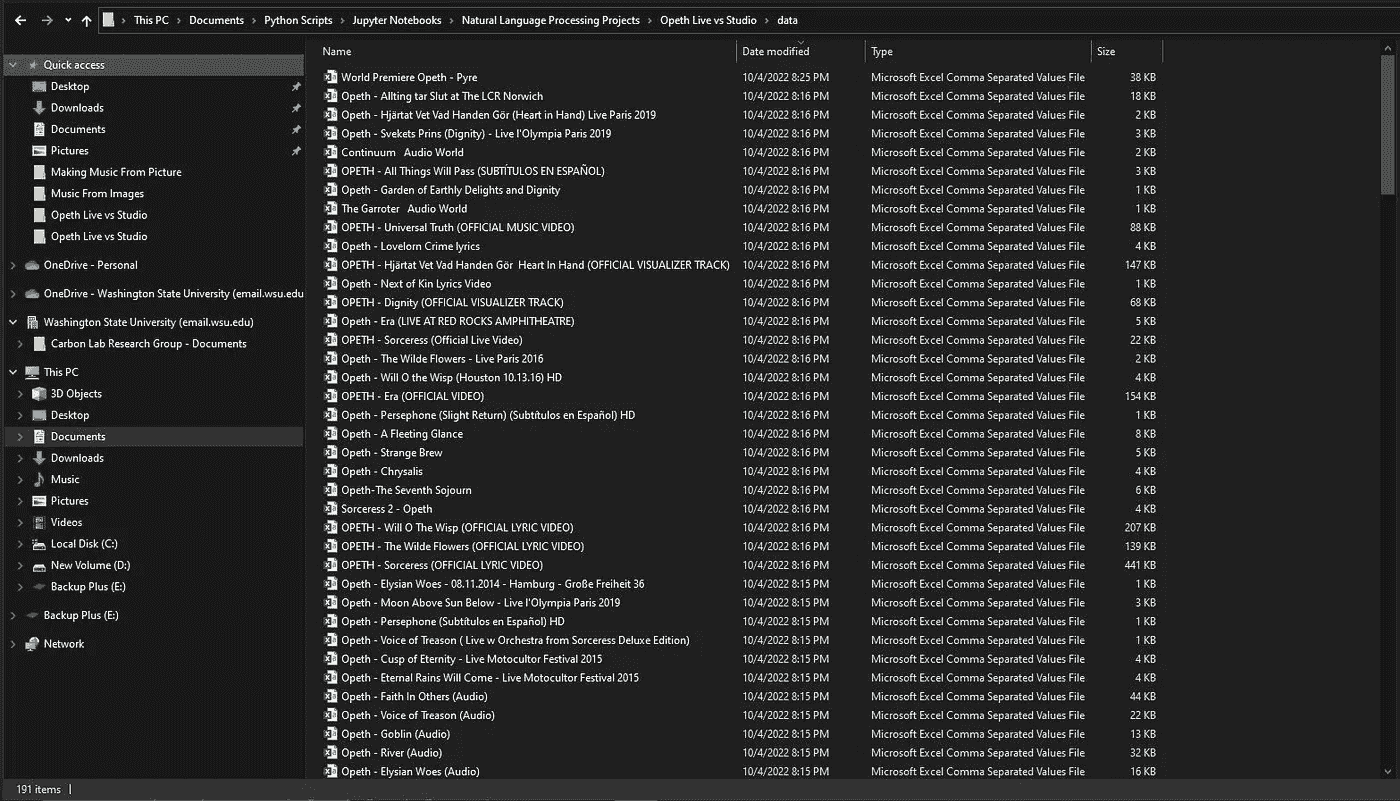 This PC › Documents › Python Scripts › Jupyter Notebooks › Natural Language Processing Projects › Opeth Live vs Studio › data
Quick access
Desktop
Downloads
Documents
Pictures
Making Music From Picture
Music From Images
Opeth Live vs Studio
Opeth Live vs Studio
OneDrive - Personal
OneDrive - Washington State University (email.wsu.edu
Washington State University (email.wsu.edu)
Carbon Lab Research Group - Documents
This PC
3D Objects
Desktop
Documents
Downloads
Music
Pictures
Videos
Local Disk (C:)
New Volume (D:)
Backup Plus (E:)
Backup Plus (E:)
Network
Name Date modified Type Size
World Premiere Opeth - Pyre 10/4/2022 8:25 PM Microsoft Excel Comma Separated Values File 38 KB
Opeth - Allting tar Slut at The LCR Norwich 10/4/2022 8:16 PM Microsoft Excel Comma Separated Values File 18 KB
Opeth - Hjärtat Vet Vad Handen Gör (Heart in Hand) Live Paris 2019 10/4/2022 8:16 PM Microsoft Excel Comma Separated Values File 2 KB
Opeth - Svekets Prins (Dignity) - Live l'Olympia Paris 2019 10/4/2022 8:16 PM Microsoft Excel Comma Separated Values File 3 KB
Continuum Audio World 10/4/2022 8:16 PM Microsoft Excel Comma Separated Values File 2 KB
OPETH - All Things Will Pass (SUBTÍTULOS EN ESPAÑOL) 10/4/2022 8:16 PM Microsoft Excel Comma Separated Values File 3 KB
Opeth - Garden of Earthly Delights and Dignity 10/4/2022 8:16 PM Microsoft Excel Comma Separated Values File 1 KB
The Garroter Audio World 10/4/2022 8:16 PM Microsoft Excel Comma Separated Values File 1 KB
OPETH - Universal Truth (OFFICIAL MUSIC VIDEO) 10/4/2022 8:16 PM Microsoft Excel Comma Separated Values File 88 KB
Opeth - Lovelorn Crime lyrics 10/4/2022 8:16 PM Microsoft Excel Comma Separated Values File 4 KB
OPETH - Hjärtat Vet Vad Handen Gör Heart In Hand (OFFICIAL VISUALIZER TRACK) 10/4/2022 8:16 PM Microsoft Excel Comma Separated Values File 147 KB
Opeth - Next of Kin Lyrics Video 10/4/2022 8:16 PM Microsoft Excel Comma Separated Values File 1 KB
OPETH - Dignity (OFFICIAL VISUALIZER TRACK) 10/4/2022 8:16 PM Microsoft Excel Comma Separated Values File 68 KB
Opeth - Era (LIVE AT RED ROCKS AMPHITHEATRE) 10/4/2022 8:16 PM Microsoft Excel Comma Separated Values File 5 KB
OPETH - Sorceress (Official Live Video) 10/4/2022 8:16 PM Microsoft Excel Comma Separated Values File 22 KB
Opeth - The Wilde Flowers - Live Paris 2016 10/4/2022 8:16 PM Microsoft Excel Comma Separated Values File 2 KB
Opeth - Will O the Wisp (Houston 10.13.16) HD 10/4/2022 8:16 PM Microsoft Excel Comma Separated Values File 4 KB
OPETH - Era (OFFICIAL VIDEO) 10/4/2022 8:16 PM Microsoft Excel Comma Separated Values File 154 KB
Opeth - Persephone (Slight Return) (Subtítulos en Español) HD 10/4/2022 8:16 PM Microsoft Excel Comma Separated Values File 1 KB
Opeth - A Fleeting Glance 10/4/2022 8:16 PM Microsoft Excel Comma Separated Values File 8 KB
Opeth - Strange Brew 10/4/2022 8:16 PM Microsoft Excel Comma Separated Values File 5 KB
Opeth - Chrysalis 10/4/2022 8:16 PM Microsoft Excel Comma Separated Values File 4 KB
Opeth-The Seventh Sojourn 10/4/2022 8:16 PM Microsoft Excel Comma Separated Values File 6 KB
Sorceress 2 - Opeth 10/4/2022 8:16 PM Microsoft Excel Comma Separated Values File 4 KB
OPETH - Will O The Wisp (OFFICIAL LYRIC VIDEO) 10/4/2022 8:16 PM Microsoft Excel Comma Separated Values File 207 KB
OPETH - The Wilde Flowers (OFFICIAL LYRIC VIDEO) 10/4/2022 8:16 PM Microsoft Excel Comma Separated Values File 139 KB
OPETH - Sorceress (OFFICIAL LYRIC VIDEO) 10/4/2022 8:16 PM Microsoft Excel Comma Separated Values File 441 KB
Opeth - Elysian Woes - 08.11.2014 - Hamburg - Große Freiheit 36 10/4/2022 8:15 PM Microsoft Excel Comma Separated Values File 1 KB
Opeth - Moon Above Sun Below - Live l'Olympia Paris 2019 10/4/2022 8:15 PM Microsoft Excel Comma Separated Values File 3 KB
Opeth - Persephone (Subtítulos en Español) HD 10/4/2022 8:15 PM Microsoft Excel Comma Separated Values File 1 KB
Opeth - Voice of Treason ( Live w Orchestra from Sorceress Deluxe Edition) 10/4/2022 8:15 PM Microsoft Excel Comma Separated Values File 1 KB
Opeth - Cusp of Eternity - Live Motocultor Festival 2015 10/4/2022 8:15 PM Microsoft Excel Comma Separated Values File 4 KB
Opeth - Eternal Rains Will Come - Live Motocultor Festival 2015 10/4/2022 8:15 PM Microsoft Excel Comma Separated Values File 4 KB
Opeth - Faith In Others (Audio) 10/4/2022 8:15 PM Microsoft Excel Comma Separated Values File 44 KB
Opeth - Voice of Treason (Audio) 10/4/2022 8:15 PM Microsoft Excel Comma Separated Values File 22 KB
Opeth - Goblin (Audio) 10/4/2022 8:15 PM Microsoft Excel Comma Separated Values File 13 KB
Opeth - River (Audio) 10/4/2022 8:15 PM Microsoft Excel Comma Separated Values File 32 KB
Opeth - Elysian Woes (Audio) 10/4/2022 8:15 PM Microsoft Excel Comma Separated Values File 16 KB
191 items